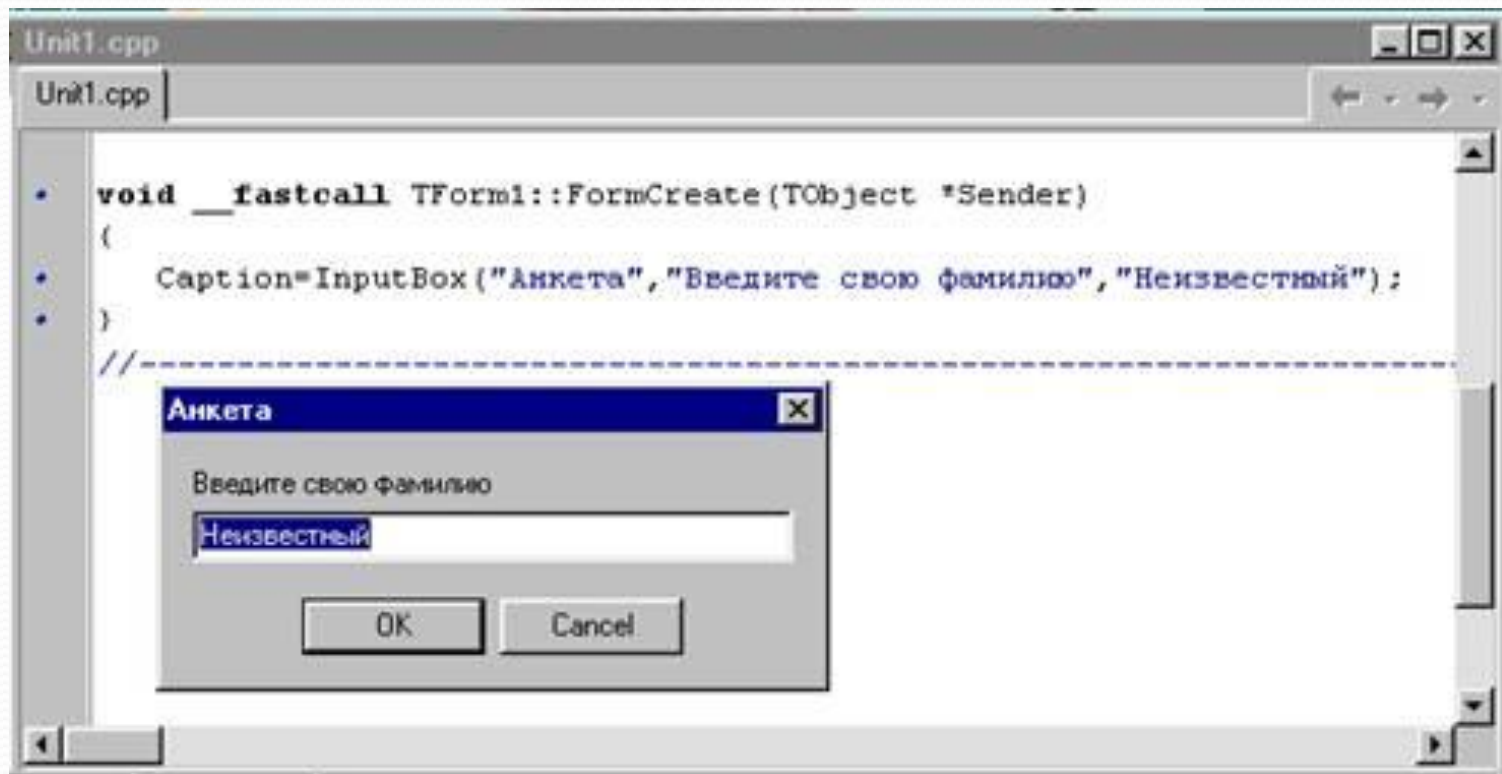 Unit1.cpp
Unit1.cpp
void __fastcall TForm1::FormCreate(TObject *Sender)
{
Caption=InputBox("Анкета","Введите свою фамилию","Неизвестный");
}
//--------------------------------------------------------------------
Анкета
Введите свою фамилию
Неизвестный
OK Cancel